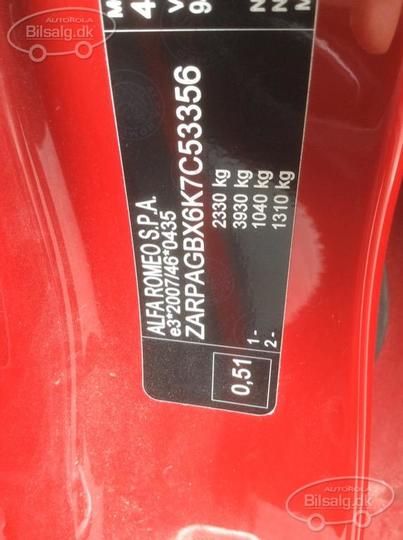 AUTOROLA
Bilsalg.dk
ALFA ROMEO S.P.A.
e3*2007/46*0435
ZARPAGBX6K7C53356
2330 kg
3930 kg
1- 1040 kg
2- 1310 kg
0,51
AUTOROLA
Bilsalg.dk